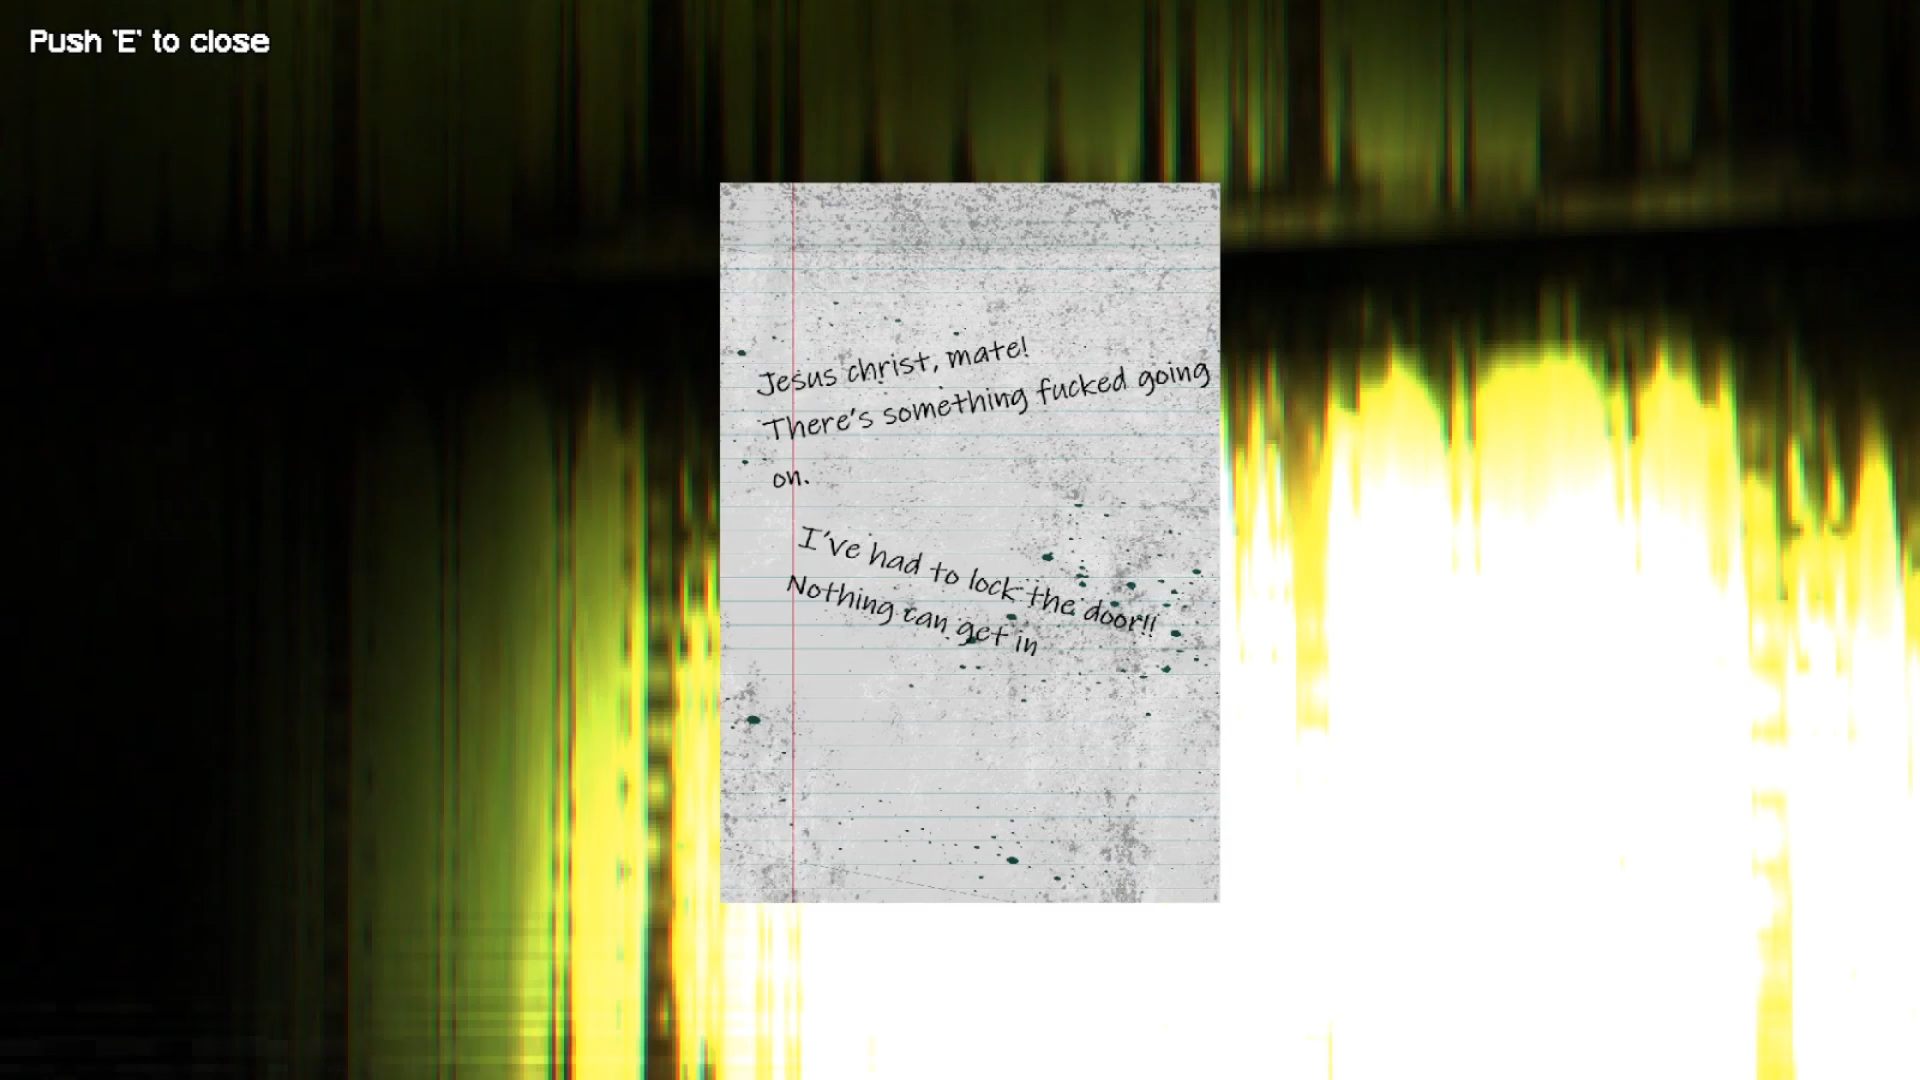 Push 'E' to close
Jesus christ, mate!
There's something fucked going
on.
I've had to lock the door!!
Nothing can get in